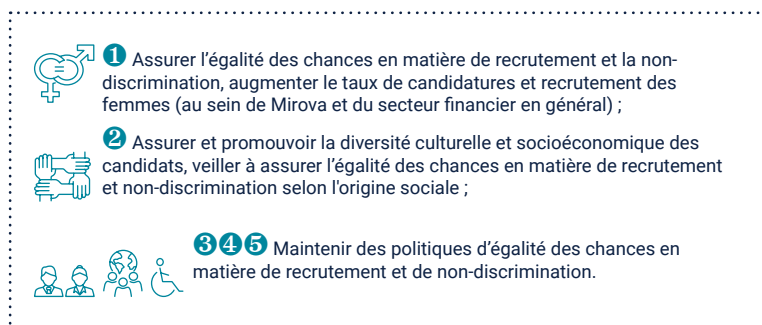 ❶ Assurer l’égalité des chances en matière de recrutement et la non-
discrimination, augmenter le taux de candidatures et recrutement des
femmes (au sein de Mirova et du secteur financier en général) ;
❷ Assurer et promouvoir la diversité culturelle et socioéconomique des
candidats, veiller à assurer l’égalité des chances en matière de recrutement
et non-discrimination selon l'origine sociale ;
❸❹❺ Maintenir des politiques d’égalité des chances en
matière de recrutement et de non-discrimination.